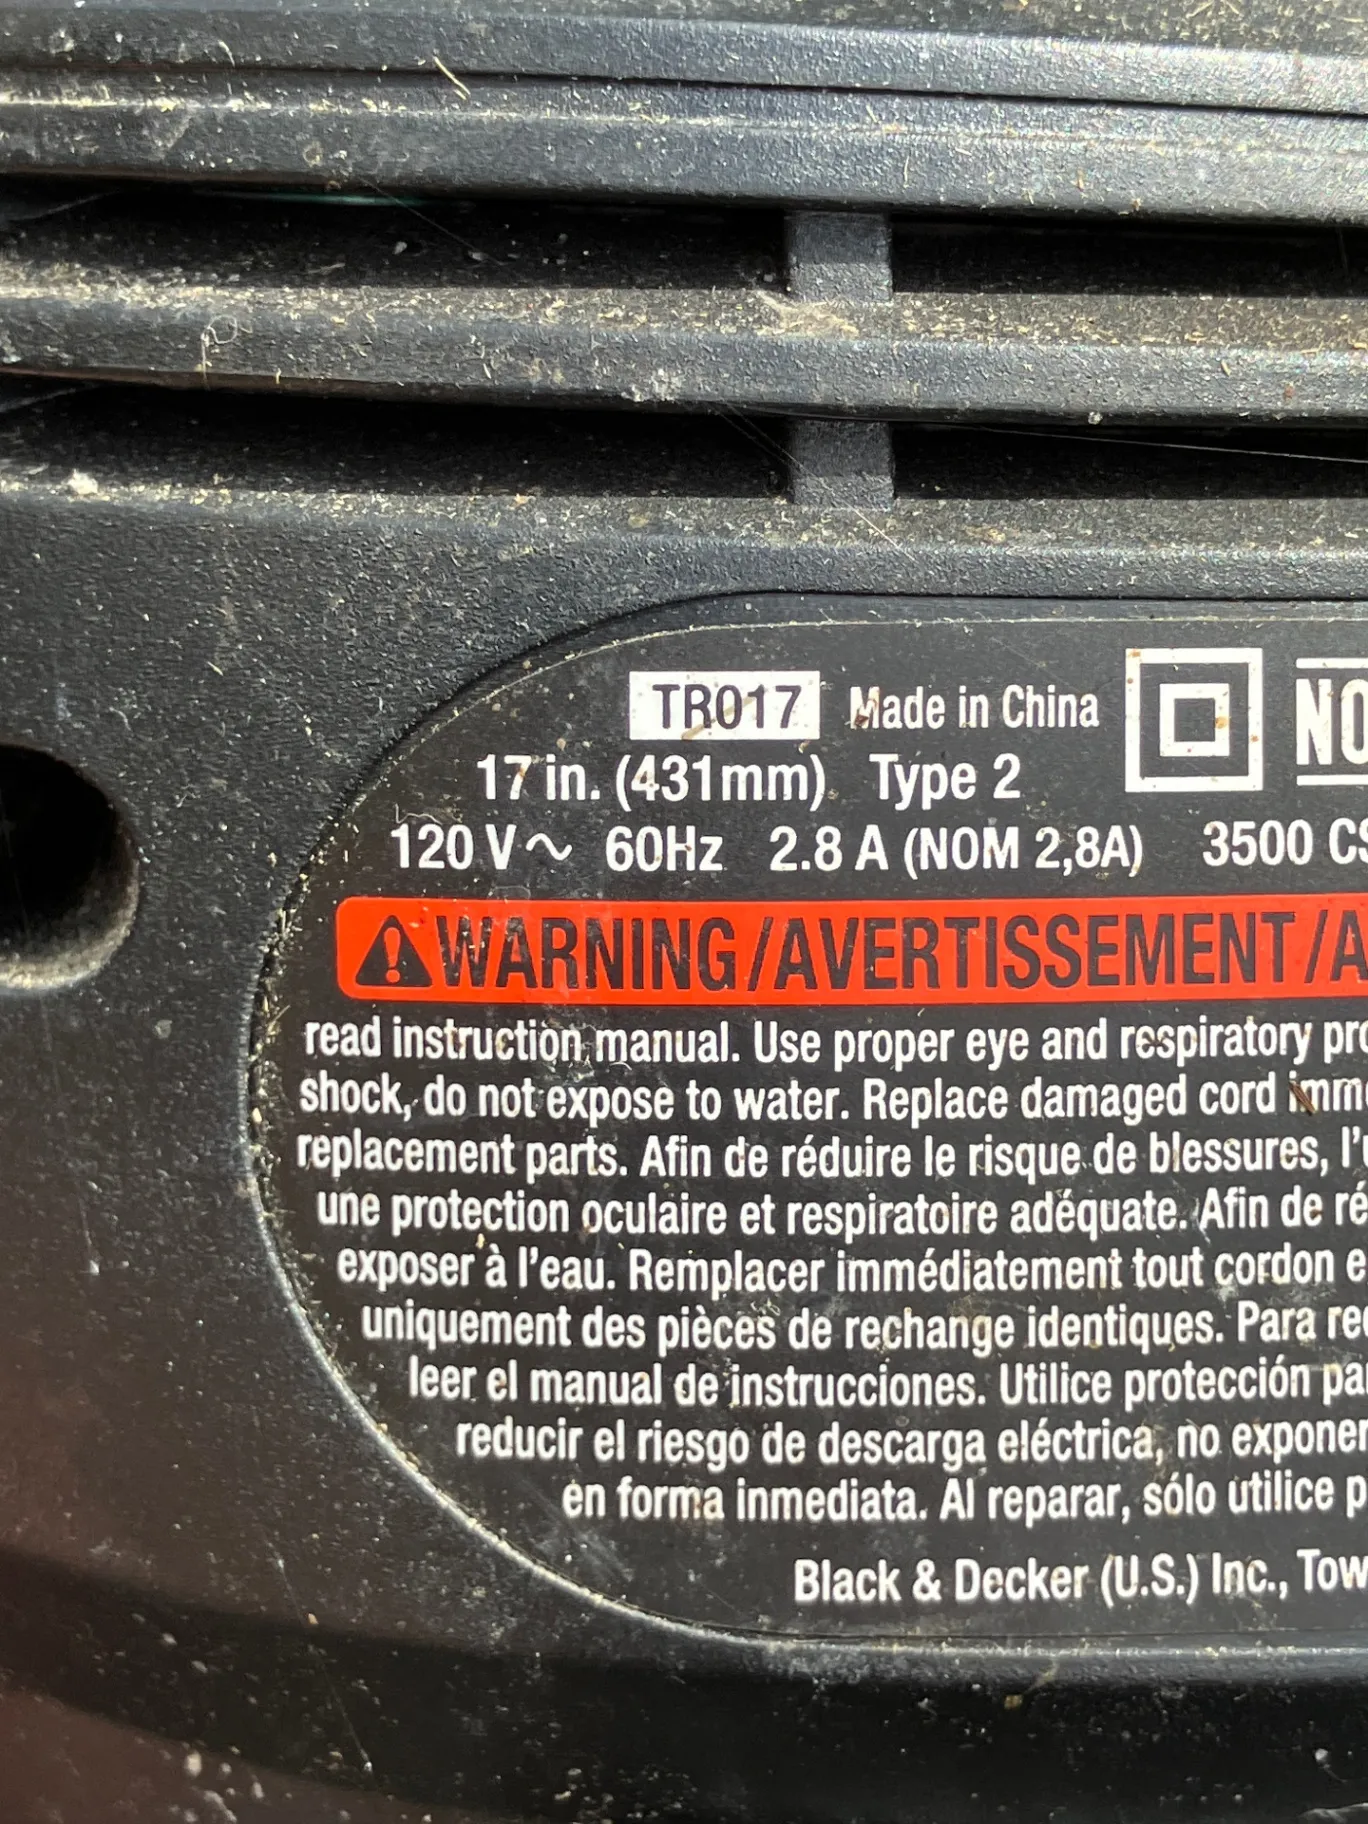 TR017 Made in China
17 in. (431mm) Type 2
120 V~ 60Hz 2.8 A (NOM 2,8A) 3500
WARNING/AVERTISSEMENT/
read instruction manual. Use proper eye and respiratory
shock, do not expose to water. Replace damaged cord
replacement parts. Afin de réduire le risque de blessures,
une protection oculaire et respiratoire adéquate. Afin de
exposer à l'eau. Remplacer immédiatement tout cordon
uniquement des pièces de rechange identiques. Para
leer el manual de instrucciones. Utilice protección
reducir el riesgo de descarga eléctrica, no exponer
en forma inmediata. Al reparar, sólo utilice
Black & Decker (U.S.) Inc.,